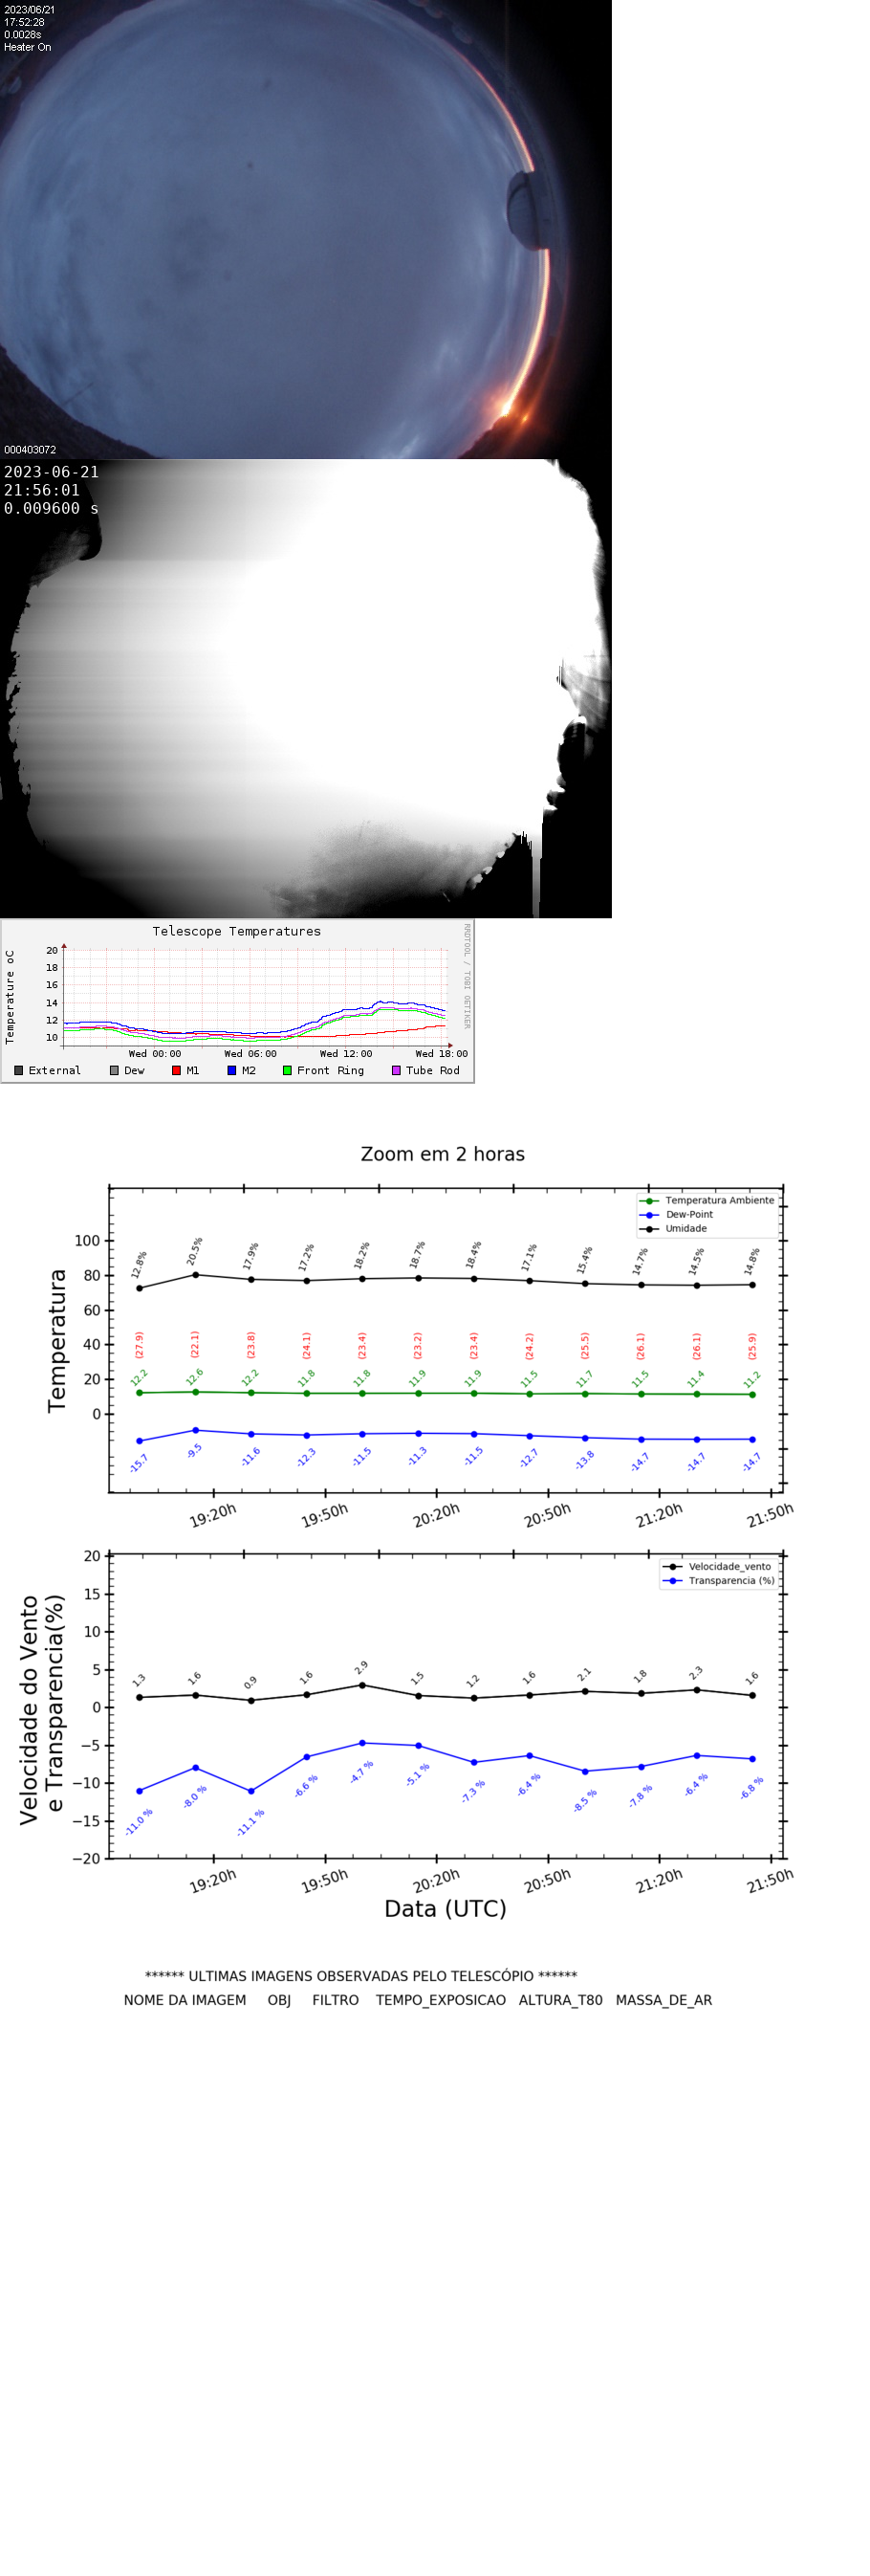 2023/06/21
17:52:28
0.0028s
Heater On
000403072
2023-06-21
21:56:01
0.009600 s
Telescope Temperatures
RRDTOOL / TOBI OETIKER
Temperature oC
20
18
16
14
12
10
Wed 00:00 Wed 06:00 Wed 12:00 Wed 18:00
External Dew M1 M2 Front Ring Tube Rod
Zoom em 2 horas
Temperatura Ambiente
Dew-Point
Umidade
Temperatura
100
80
60
40
20
0
12.8% 20.5% 17.9% 17.2% 18.2% 18.7% 18.4% 17.1% 15.4% 14.7% 14.5% 14.8%
(27.9) (22.1) (23.8) (24.1) (23.4) (23.2) (23.4) (24.2) (25.5) (26.1) (26.1) (25.9)
12.2 12.6 12.2 11.8 11.8 11.9 11.9 11.5 11.7 11.5 11.4 11.2
-15.7 -9.5 -11.6 -12.3 -11.5 -11.3 -11.5 -12.7 -13.8 -14.7 -14.7 -14.7
19:20h 19:50h 20:20h 20:50h 21:20h 21:50h
Velocidade_vento
Transparencia (%)
Velocidade do Vento
e Transparencia(%)
20
15
10
5
0
−5
−10
−15
−20
1.3 1.6 0.9 1.6 2.9 1.5 1.2 1.6 2.1 1.8 2.3 1.6
-11.0 % -8.0 % -11.1 % -6.6 % -4.7 % -5.1 % -7.3 % -6.4 % -8.5 % -7.8 % -6.4 % -6.8 %
19:20h 19:50h 20:20h 20:50h 21:20h 21:50h
Data (UTC)
****** ULTIMAS IMAGENS OBSERVADAS PELO TELESCÓPIO ******
NOME DA IMAGEM OBJ FILTRO TEMPO_EXPOSICAO ALTURA_T80 MASSA_DE_AR